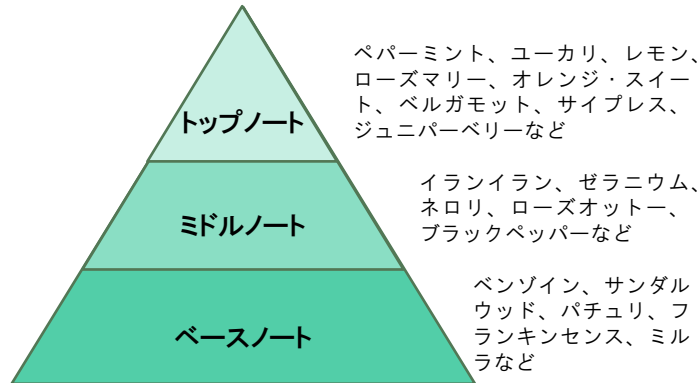 ペパーミント、ユーカリ、レモン、
ローズマリー、オレンジ・スイー
ト、ベルガモット、サイプレス、
ジュニパーベリーなど
トップノート
イランイラン、ゼラニウム、
ネロリ、ローズオットー、
ブラックペッパーなど
ミドルノート
ベンゾイン、サンダル
ウッド、パチュリ、フ
ランキンセンス、ミル
ラなど
ベースノート